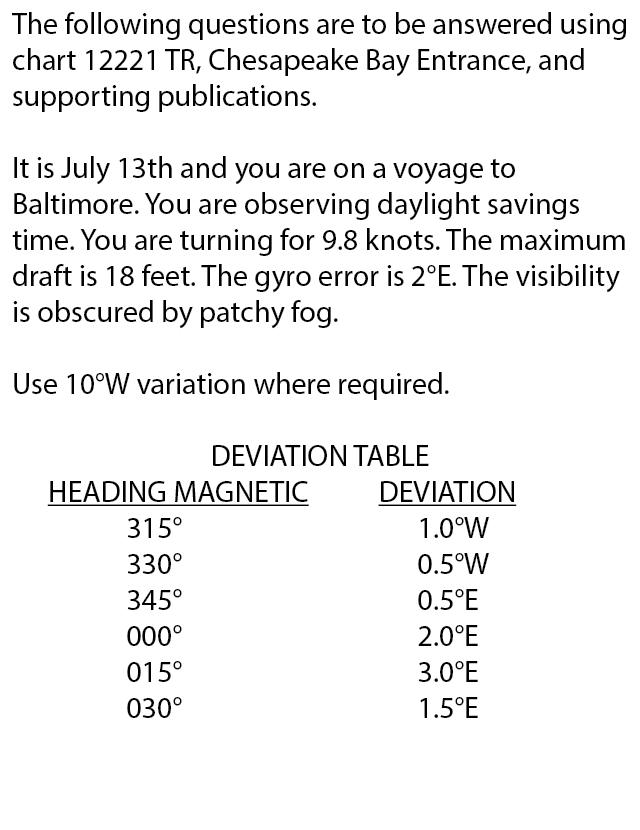 The following questions are to be answered using
chart 12221 TR, Chesapeake Bay Entrance, and
supporting publications.
It is July 13th and you are on a voyage to
Baltimore. You are observing daylight savings
time. You are turning for 9.8 knots. The maximum
draft is 18 feet. The gyro error is 2°E. The visibility
is obscured by patchy fog.
Use 10°W variation where required.
DEVIATION TABLE
HEADING MAGNETIC DEVIATION
315° 1.0°W
330° 0.5°W
345° 0.5°E
000° 2.0°E
015° 3.0°E
030° 1.5°E